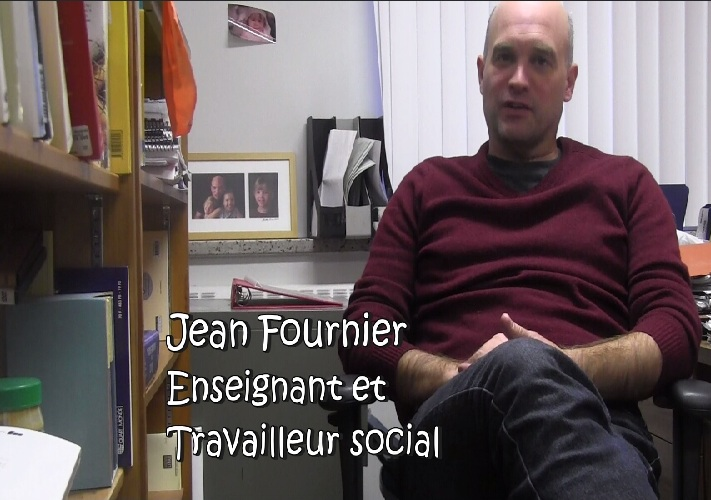 Jean Fournier
Enseignant et
Travailleur social